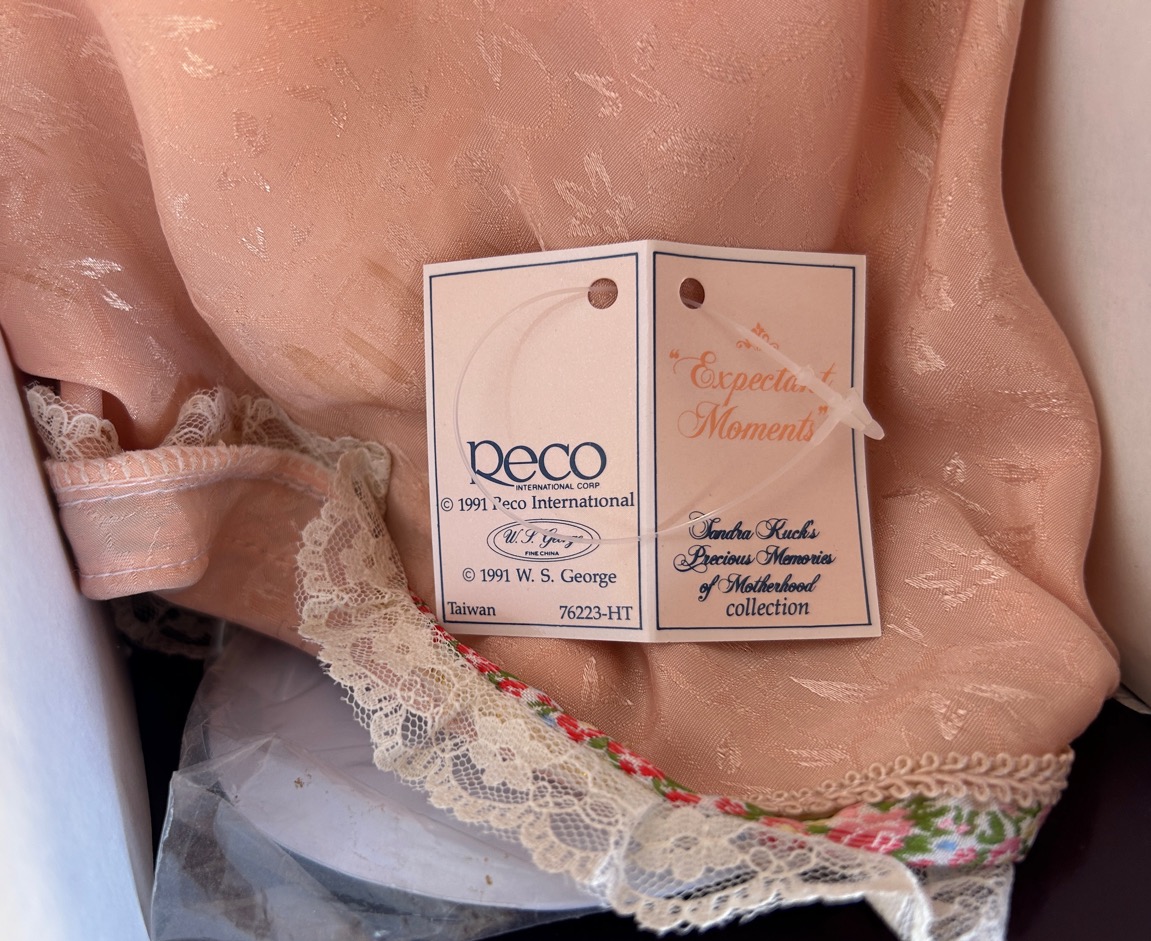 Reco
INTERNATIONAL CORP
© 1991 Reco International
W. S. George
FINE CHINA
© 1991 W. S. George
Taiwan 76223-HT
"Expectant
Moments"
Sandra Kuck's
Precious Memories
of Motherhood
collection